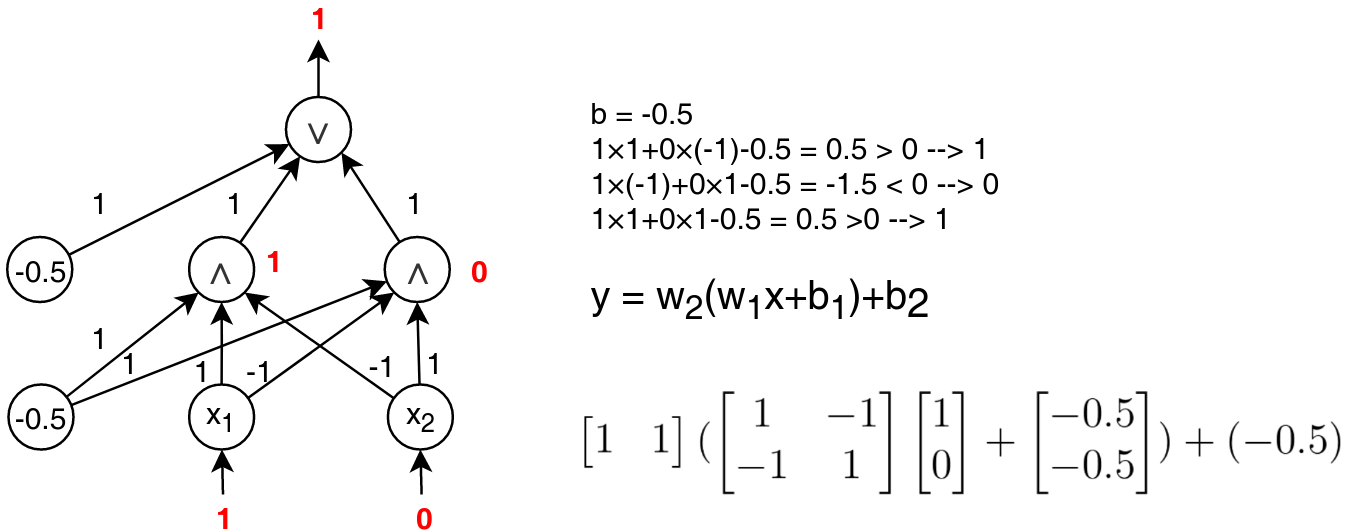 1
∨
1
1
1
-0.5
∧
1
∧
0
1
1
1
-1
-1
1
-0.5
x₁
x₂
1
0
b = -0.5
1×1+0×(-1)-0.5 = 0.5 > 0 --> 1
1×(-1)+0×1-0.5 = -1.5 < 0 --> 0
1×1+0×1-0.5 = 0.5 >0 --> 1
y = w₂(w₁x+b₁)+b₂
[1 1] ([1 -1; -1 1] [1; 0] + [-0.5; -0.5]) + (-0.5)